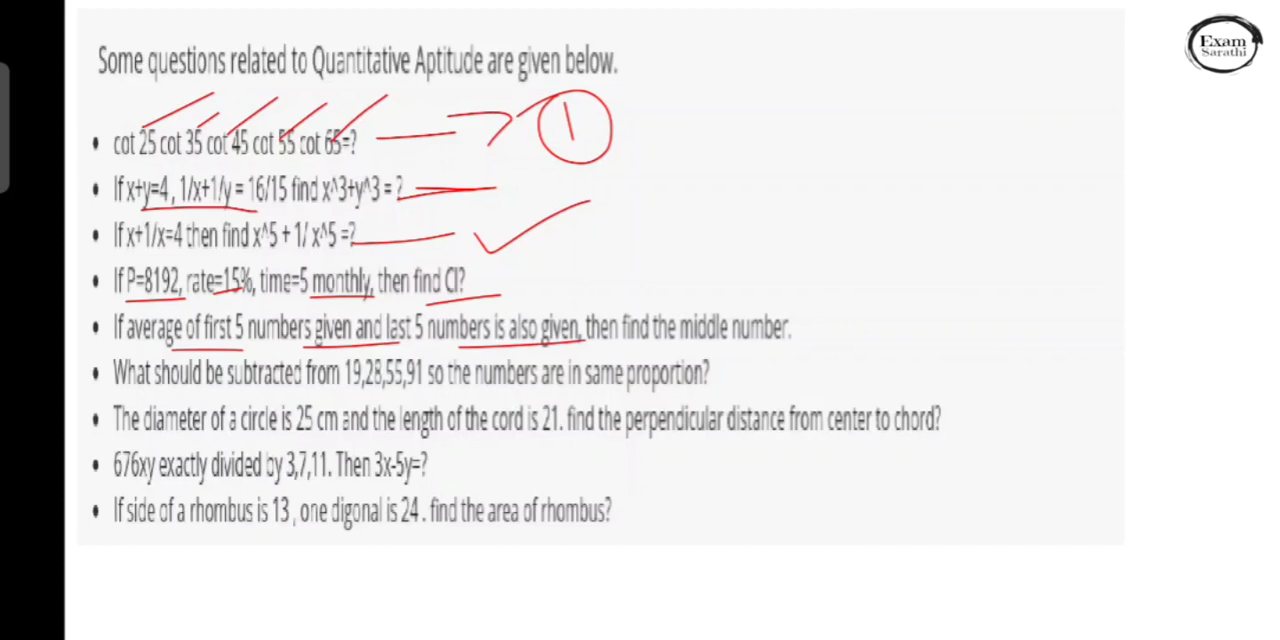 Exam
Sarathi
Some questions related to Quantitative Aptitude are given below.
• cot 25 cot 35 cot 45 cot 55 cot 65=?
1
• If x+y=4 , 1/x+1/y = 16/15 find x^3+y^3 = ?
• If x+1/x=4 then find x^5 + 1/ x^5 =?
• If P=8192, rate=15%, time=5 monthly, then find CI?
• If average of first 5 numbers given and last 5 numbers is also given, then find the middle number.
• What should be subtracted from 19,28,55,91 so the numbers are in same proportion?
• The diameter of a circle is 25 cm and the length of the cord is 21. find the perpendicular distance from center to chord?
• 676xy exactly divided by 3,7,11. Then 3x-5y=?
• If side of a rhombus is 13 , one digonal is 24 . find the area of rhombus?